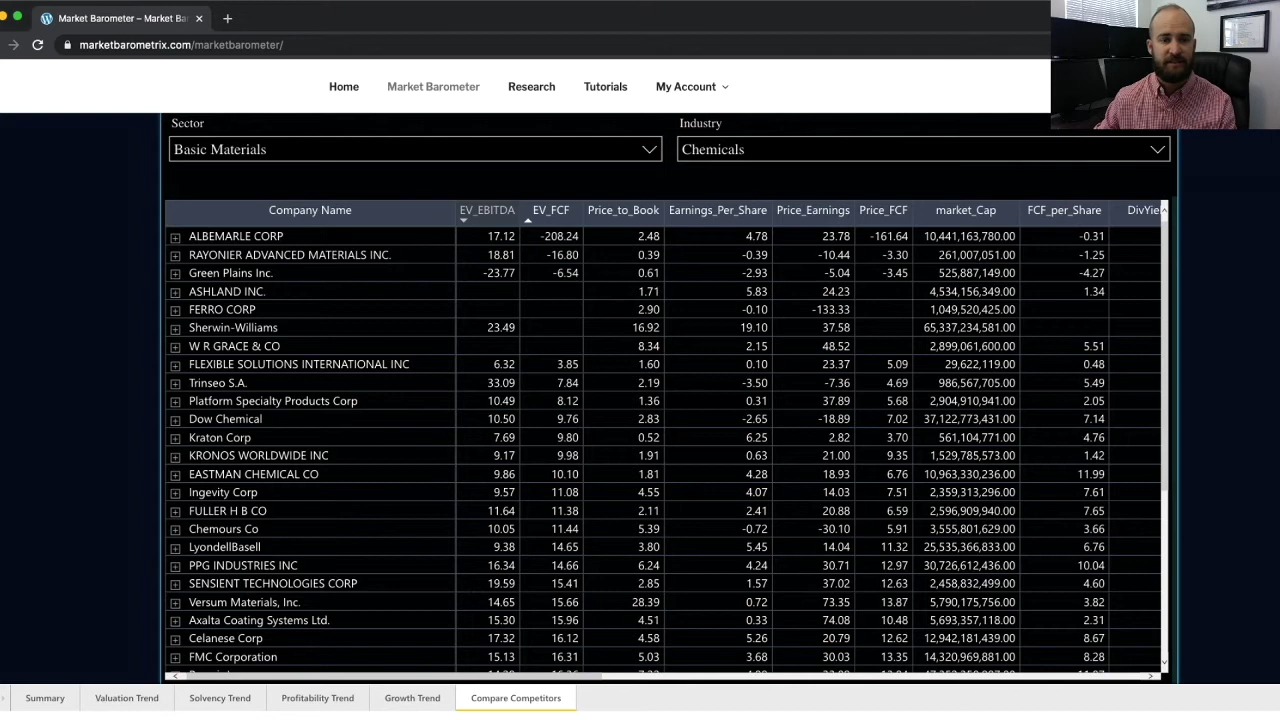 Market Barometer – Market Ba
marketbarometrix.com/marketbarometer/
Home Market Barometer Research Tutorials My Account
Sector Industry
Basic Materials Chemicals
Company Name EV_EBITDA EV_FCF Price_to_Book Earnings_Per_Share Price_Earnings Price_FCF market_Cap FCF_per_Share DivYiel
ALBEMARLE CORP 17.12 -208.24 2.48 4.78 23.78 -161.64 10,441,163,780.00 -0.31
RAYONIER ADVANCED MATERIALS INC. 18.81 -16.80 0.39 -0.39 -10.44 -3.30 261,007,051.00 -1.25
Green Plains Inc. -23.77 -6.54 0.61 -2.93 -5.04 -3.45 525,887,149.00 -4.27
ASHLAND INC. 1.71 5.83 24.23 4,534,156,349.00 1.34
FERRO CORP 2.90 -0.10 -133.33 1,049,520,425.00
Sherwin-Williams 23.49 16.92 19.10 37.58 65,337,234,581.00
W R GRACE & CO 8.34 2.15 48.52 2,899,061,600.00 5.51
FLEXIBLE SOLUTIONS INTERNATIONAL INC 6.32 3.85 1.60 0.10 23.37 5.09 29,622,119.00 0.48
Trinseo S.A. 33.09 7.84 2.19 -3.50 -7.36 4.69 986,567,705.00 5.49
Platform Specialty Products Corp 10.49 8.12 1.36 0.31 37.89 5.68 2,904,910,941.00 2.05
Dow Chemical 10.50 9.76 2.83 -2.65 -18.89 7.02 37,122,773,431.00 7.14
Kraton Corp 7.69 9.80 0.52 6.25 2.82 3.70 561,104,771.00 4.76
KRONOS WORLDWIDE INC 9.17 9.98 1.91 0.63 21.00 9.35 1,529,785,573.00 1.42
EASTMAN CHEMICAL CO 9.86 10.10 1.81 4.28 18.93 6.76 10,963,330,236.00 11.99
Ingevity Corp 9.57 11.08 4.55 4.07 14.03 7.51 2,359,313,296.00 7.61
FULLER H B CO 11.64 11.38 2.11 2.41 20.88 6.59 2,596,909,940.00 7.65
Chemours Co 10.05 11.44 5.39 -0.72 -30.10 5.91 3,555,801,629.00 3.66
LyondellBasell 9.38 14.65 3.80 5.45 14.04 11.32 25,535,366,833.00 6.76
PPG INDUSTRIES INC 16.34 14.66 6.24 4.24 30.71 12.97 30,726,612,436.00 10.04
SENSIENT TECHNOLOGIES CORP 19.59 15.41 2.85 1.57 37.02 12.63 2,458,832,499.00 4.60
Versum Materials, Inc. 14.65 15.66 28.39 0.72 73.35 13.87 5,790,175,756.00 3.82
Axalta Coating Systems Ltd. 15.30 15.96 4.51 0.33 74.08 10.48 5,693,357,118.00 2.31
Celanese Corp 17.32 16.12 4.58 5.26 20.79 12.62 12,942,181,439.00 8.67
FMC Corporation 15.13 16.31 5.03 3.68 30.03 13.35 14,320,969,881.00 8.28
Summary Valuation Trend Solvency Trend Profitability Trend Growth Trend Compare Competitors